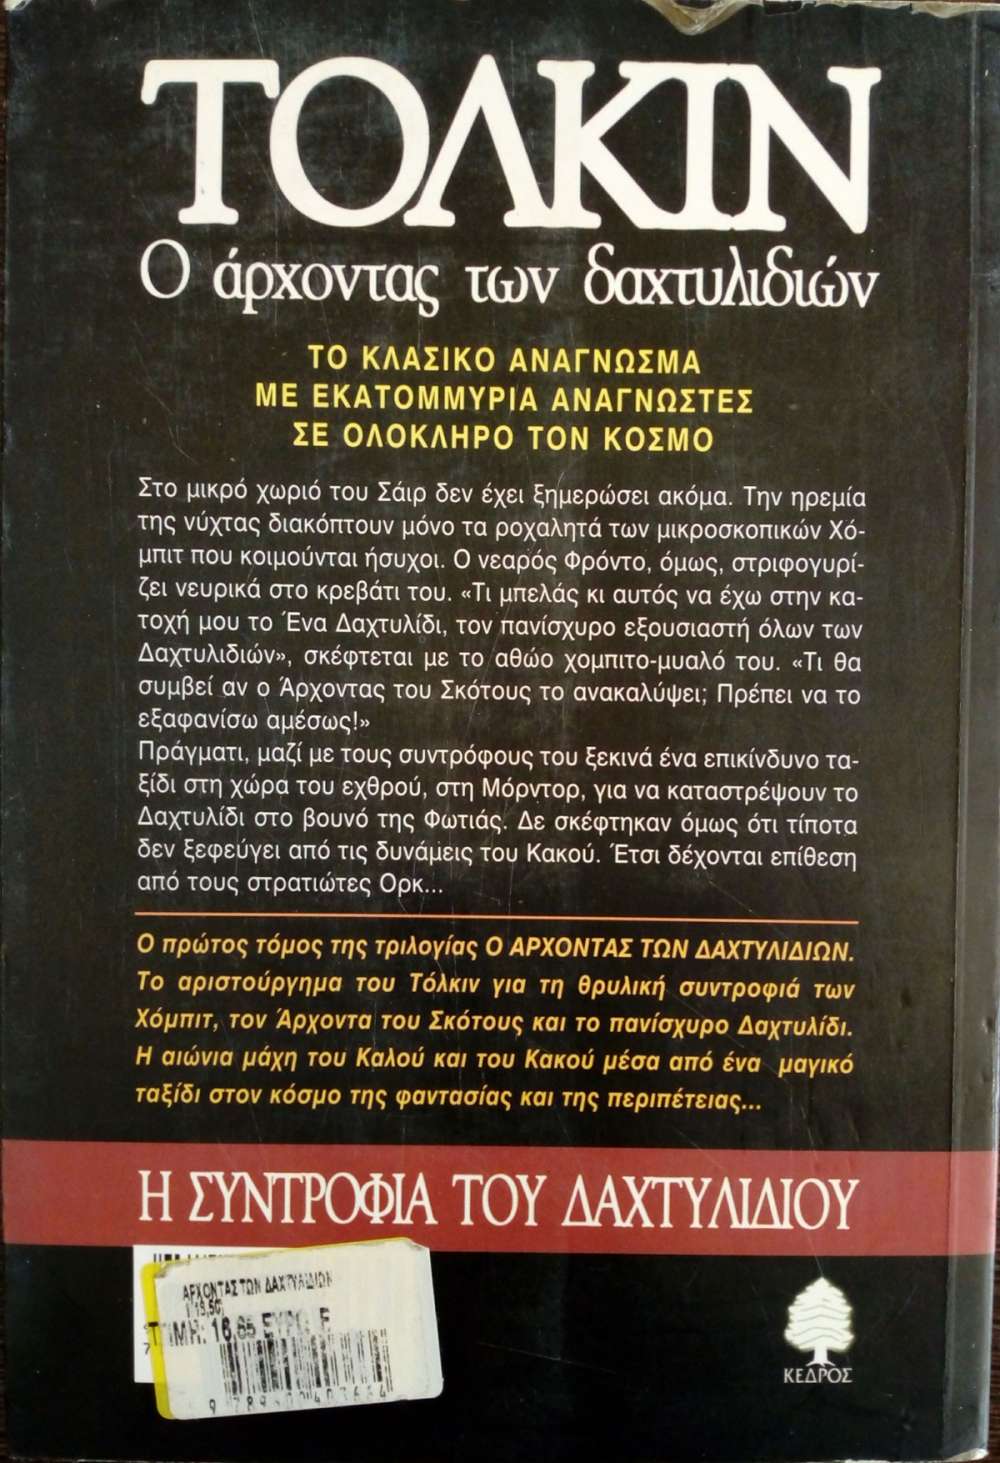 ΤΟΛΚΙΝ
Ο άρχοντας των δαχτυλιδιών
ΤΟ ΚΛΑΣΙΚΟ ΑΝΑΓΝΩΣΜΑ
ΜΕ ΕΚΑΤΟΜΜΥΡΙΑ ΑΝΑΓΝΩΣΤΕΣ
ΣΕ ΟΛΟΚΛΗΡΟ ΤΟΝ ΚΟΣΜΟ
Στο μικρό χωριό του Σάιρ δεν έχει ξημερώσει ακόμα. Την ηρεμία
της νύχτας διακόπτουν μόνο τα ροχαλητά των μικροσκοπικών Χό-
μπιτ που κοιμούνται ήσυχοι. Ο νεαρός Φρόντο, όμως, στριφογυρί-
ζει νευρικά στο κρεβάτι του. «Τι μπελάς κι αυτός να έχω στην κα-
τοχή μου το Ένα Δαχτυλίδι, τον πανίσχυρο εξουσιαστή όλων των
Δαχτυλιδιών», σκέφτεται με το αθώο χομπιτο-μυαλό του. «Τι θα
συμβεί αν ο Άρχοντας του Σκότους το ανακαλύψει; Πρέπει να το
εξαφανίσω αμέσως!»
Πράγματι, μαζί με τους συντρόφους του ξεκινά ένα επικίνδυνο τα-
ξίδι στη χώρα του εχθρού, στη Μόρντορ, για να καταστρέψουν το
Δαχτυλίδι στο βουνό της Φωτιάς. Δε σκέφτηκαν όμως ότι τίποτα
δεν ξεφεύγει από τις δυνάμεις του Κακού. Έτσι δέχονται επίθεση
από τους στρατιώτες Ορκ...
Ο πρώτος τόμος της τριλογίας Ο ΑΡΧΟΝΤΑΣ ΤΩΝ ΔΑΧΤΥΛΙΔΙΩΝ.
Το αριστούργημα του Τόλκιν για τη θρυλική συντροφιά των
Χόμπιτ, τον Άρχοντα του Σκότους και το πανίσχυρο Δαχτυλίδι.
Η αιώνια μάχη του Καλού και του Κακού μέσα από ένα μαγικό
ταξίδι στον κόσμο της φαντασίας και της περιπέτειας...
Η ΣΥΝΤΡΟΦΙΑ ΤΟΥ ΔΑΧΤΥΛΙΔΙΟΥ
ΑΡΧΟΝΤΑΣ ΤΩΝ ΔΑΧΤΥΛΙΔΙΩΝ
ΤΙΜΗ:
ΚΕΔΡΟΣ